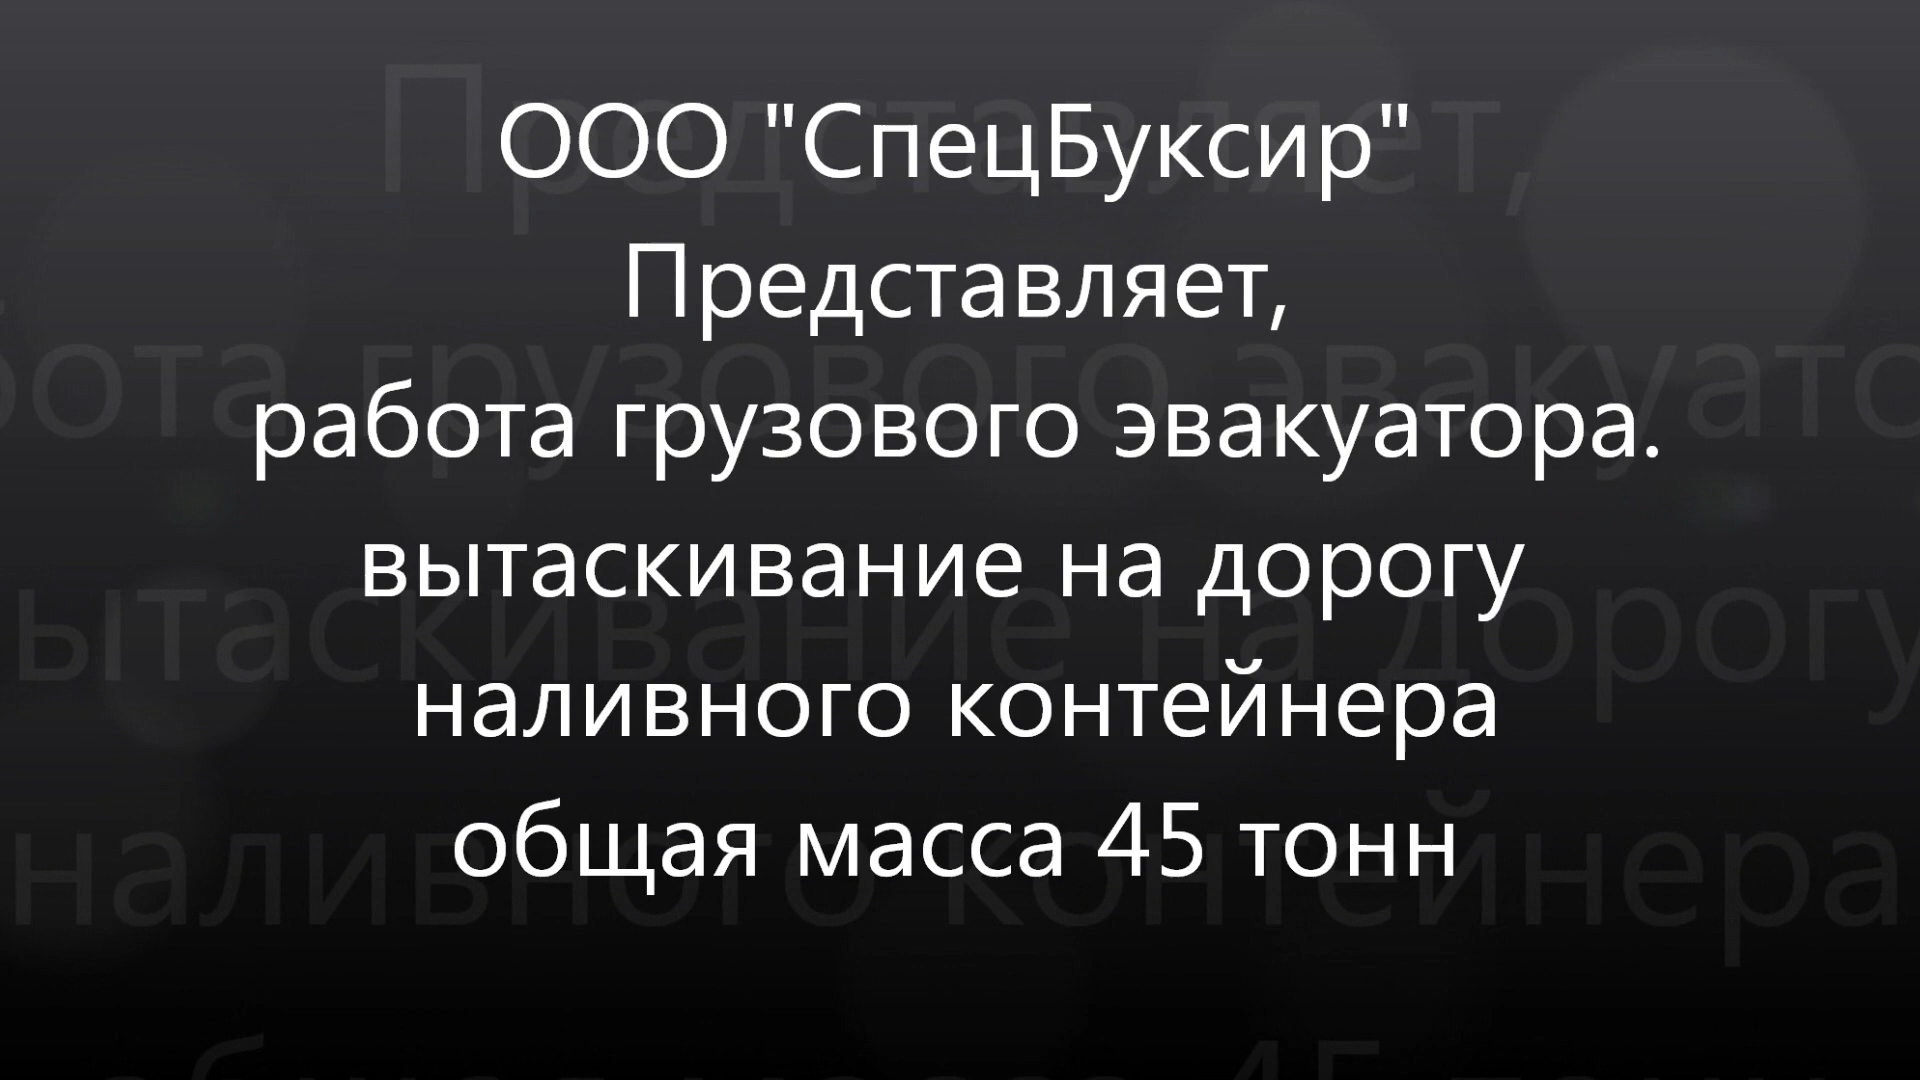 ООО "СпецБуксир"
Представляет,
работа грузового эвакуатора.
вытаскивание на дорогу
наливного контейнера
общая масса 45 тонн